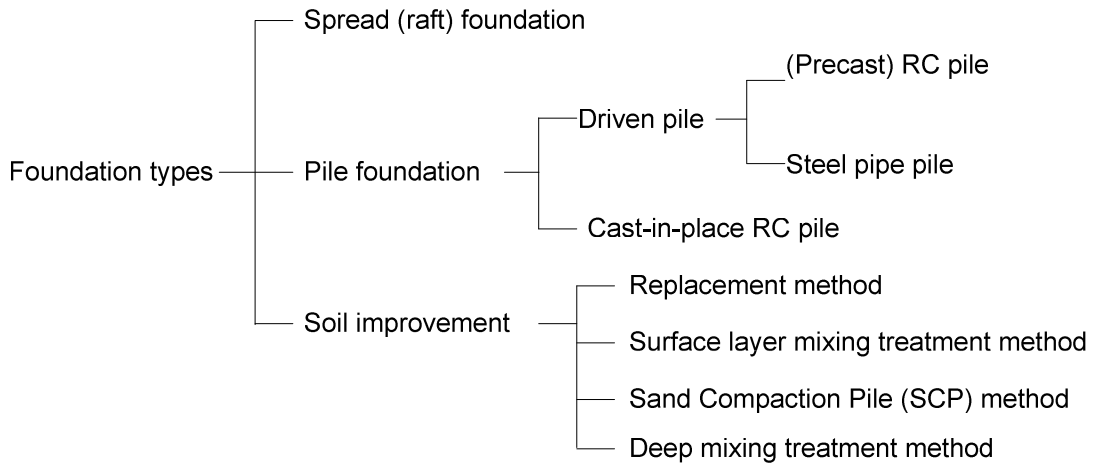 Spread (raft) foundation
(Precast) RC pile
Driven pile
Foundation types
Pile foundation
Steel pipe pile
Cast-in-place RC pile
Replacement method
Soil improvement
Surface layer mixing treatment method
Sand Compaction Pile (SCP) method
Deep mixing treatment method